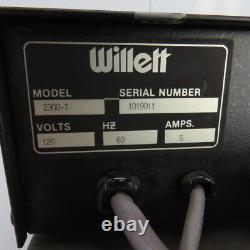 Willett
MODEL SERIAL NUMBER
2300-T 1019011
VOLTS HZ AMPS.
120 60 5